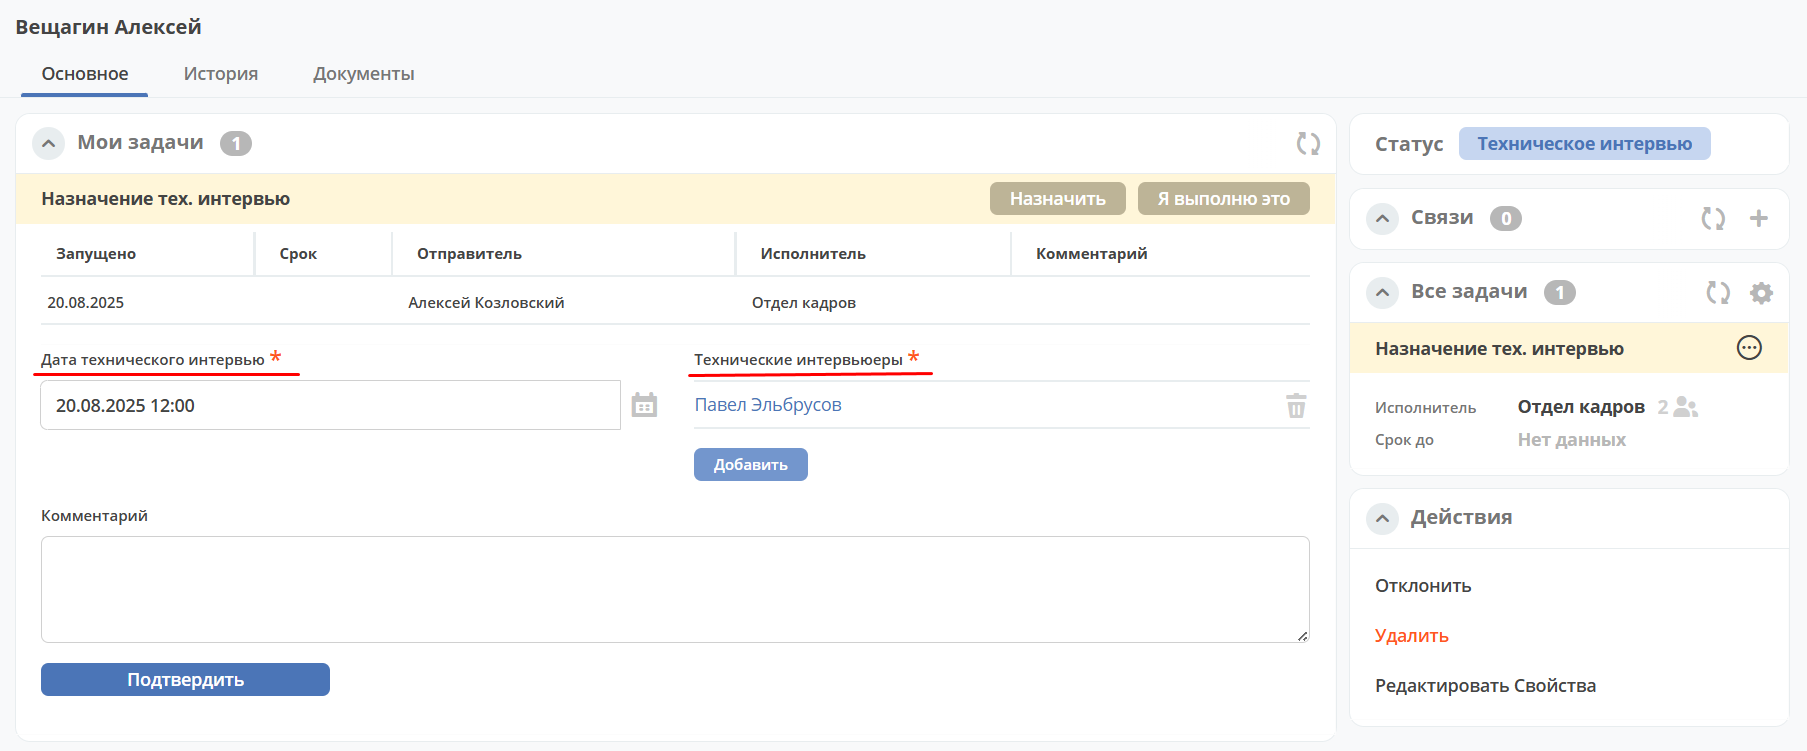 Вещагин Алексей
Основное История Документы
Мои задачи 1
Назначение тех. интервью Назначить Я выполню это
Запущено Срок Отправитель Исполнитель Комментарий
20.08.2025 Алексей Козловский Отдел кадров
Дата технического интервью * Технические интервьюеры *
20.08.2025 12:00 Павел Эльбрусов
Добавить
Комментарий
Подтвердить
Статус Техническое интервью
Связи 0
Все задачи 1
Назначение тех. интервью
Исполнитель Отдел кадров 2
Срок до Нет данных
Действия
Отклонить
Удалить
Редактировать Свойства